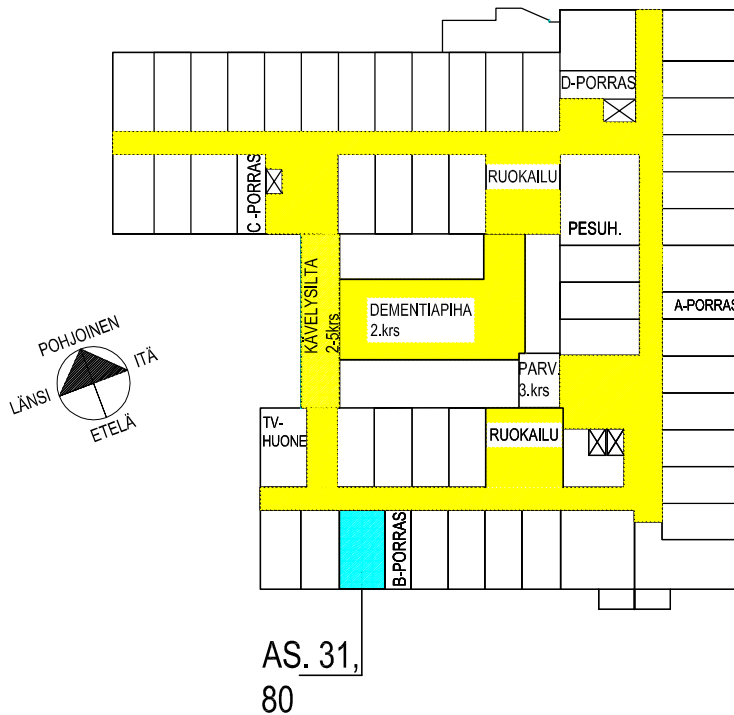 D-PORRAS
C.-PORRAS
RUOKAILU
PESUH.
KÄVELYSILTA
2-5krs
DEMENTIAPIHA
2.krs
A-PORRAS
POHJOINEN
ITÄ
LÄNSI
ETELÄ
PARV.
3.krs
TV-
HUONE
RUOKAILU
B-PORRAS
AS. 31,
80